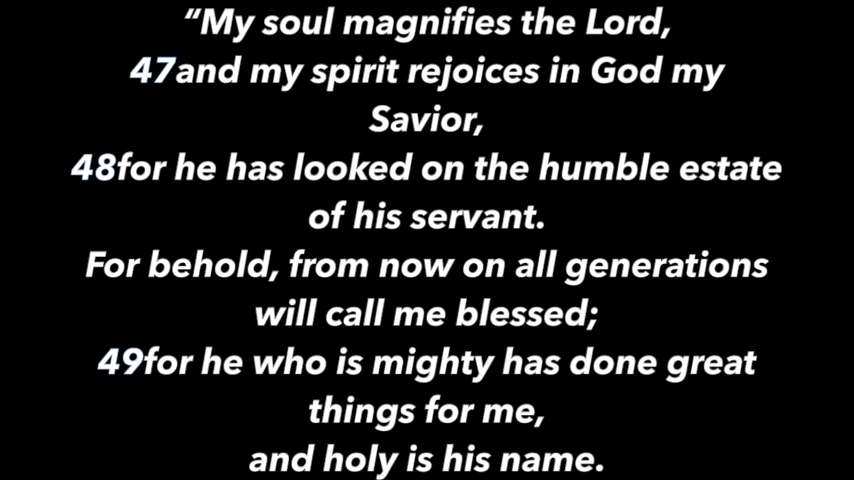 “My soul magnifies the Lord,
47and my spirit rejoices in God my
Savior,
48for he has looked on the humble estate
of his servant.
For behold, from now on all generations
will call me blessed;
49for he who is mighty has done great
things for me,
and holy is his name.